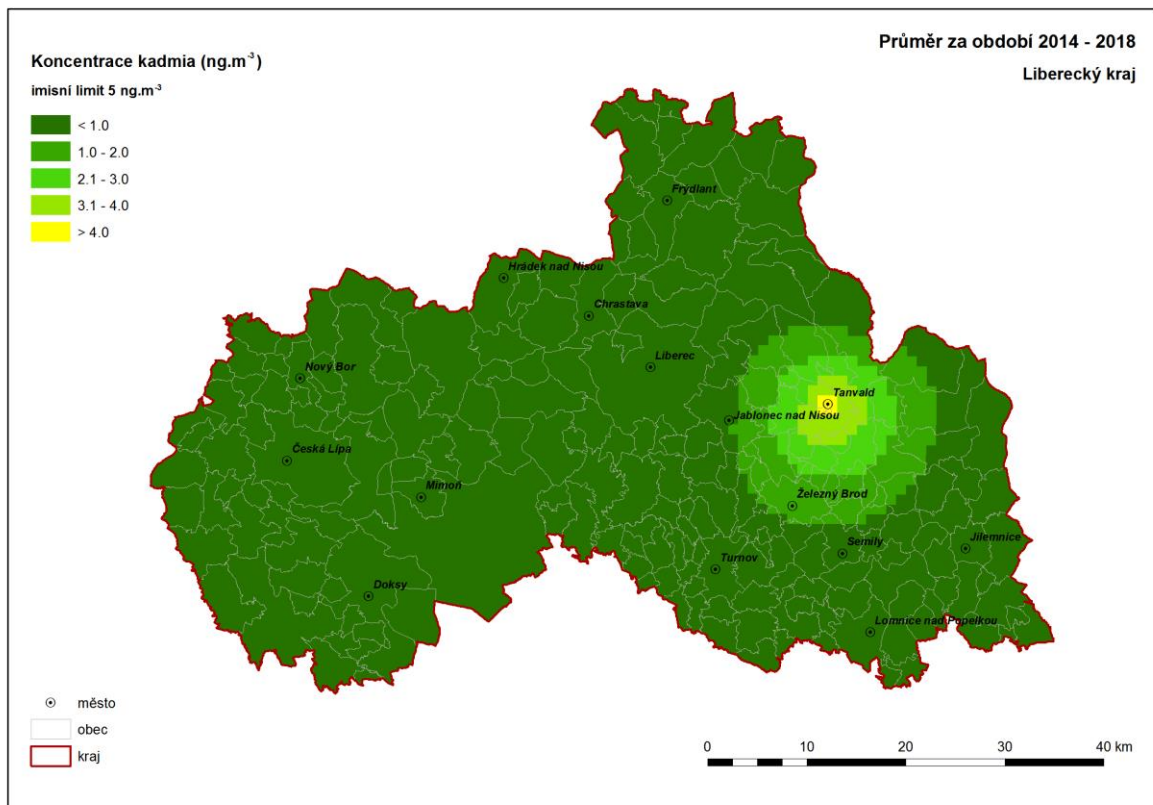 Průměr za období 2014 - 2018
Liberecký kraj
Koncentrace kadmia (ng.m⁻³)
imisní limit 5 ng.m⁻³
< 1.0
1.0 - 2.0
2.1 - 3.0
3.1 - 4.0
> 4.0
Frýdlant
Hrádek nad Nisou
Chrastava
Liberec
Nový Bor
Tanvald
Jablonec nad Nisou
Česká Lípa
Mimoň
Železný Brod
Semily
Jilemnice
Turnov
Doksy
Lomnice nad Popelkou
město
obec
kraj
0 10 20 30 40 km